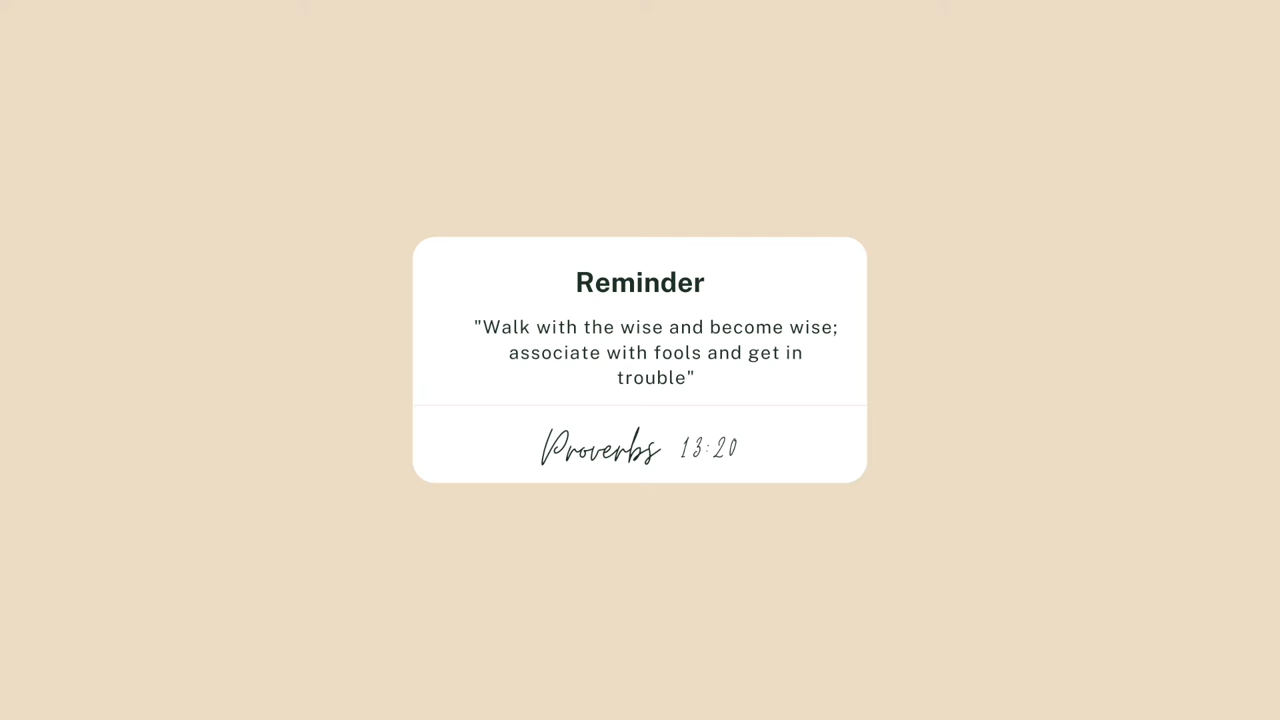 Reminder
"Walk with the wise and become wise;
associate with fools and get in
trouble"
Proverbs 13:20